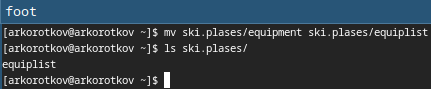 foot
[arkorotkov@arkorotkov ~]$ mv ski.plases/equipment ski.plases/equiplist
[arkorotkov@arkorotkov ~]$ ls ski.plases/
equiplist
[arkorotkov@arkorotkov ~]$